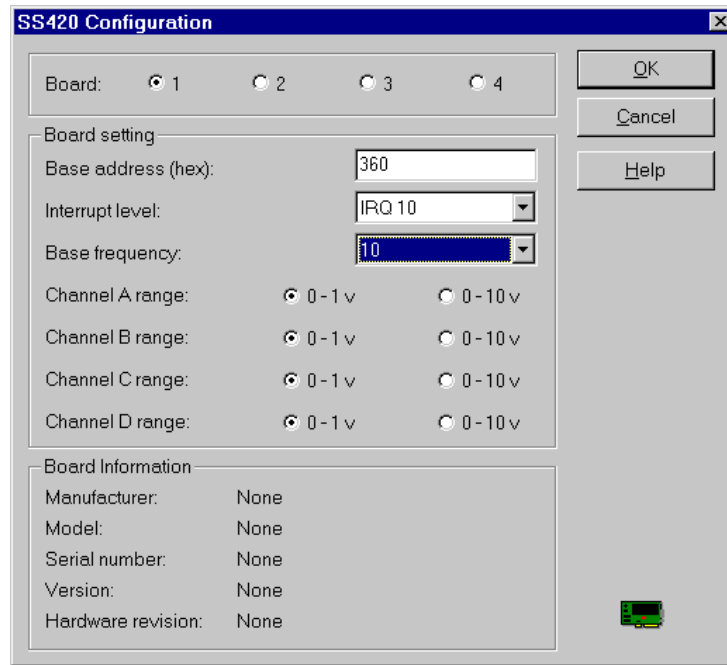 SS420 Configuration
Board: 1 2 3 4
OK
Cancel
Help
Board setting
Base address (hex): 360
Interrupt level: IRQ 10
Base frequency: 10
Channel A range: 0 - 1 v 0 - 10 v
Channel B range: 0 - 1 v 0 - 10 v
Channel C range: 0 - 1 v 0 - 10 v
Channel D range: 0 - 1 v 0 - 10 v
Board Information
Manufacturer: None
Model: None
Serial number: None
Version: None
Hardware revision: None